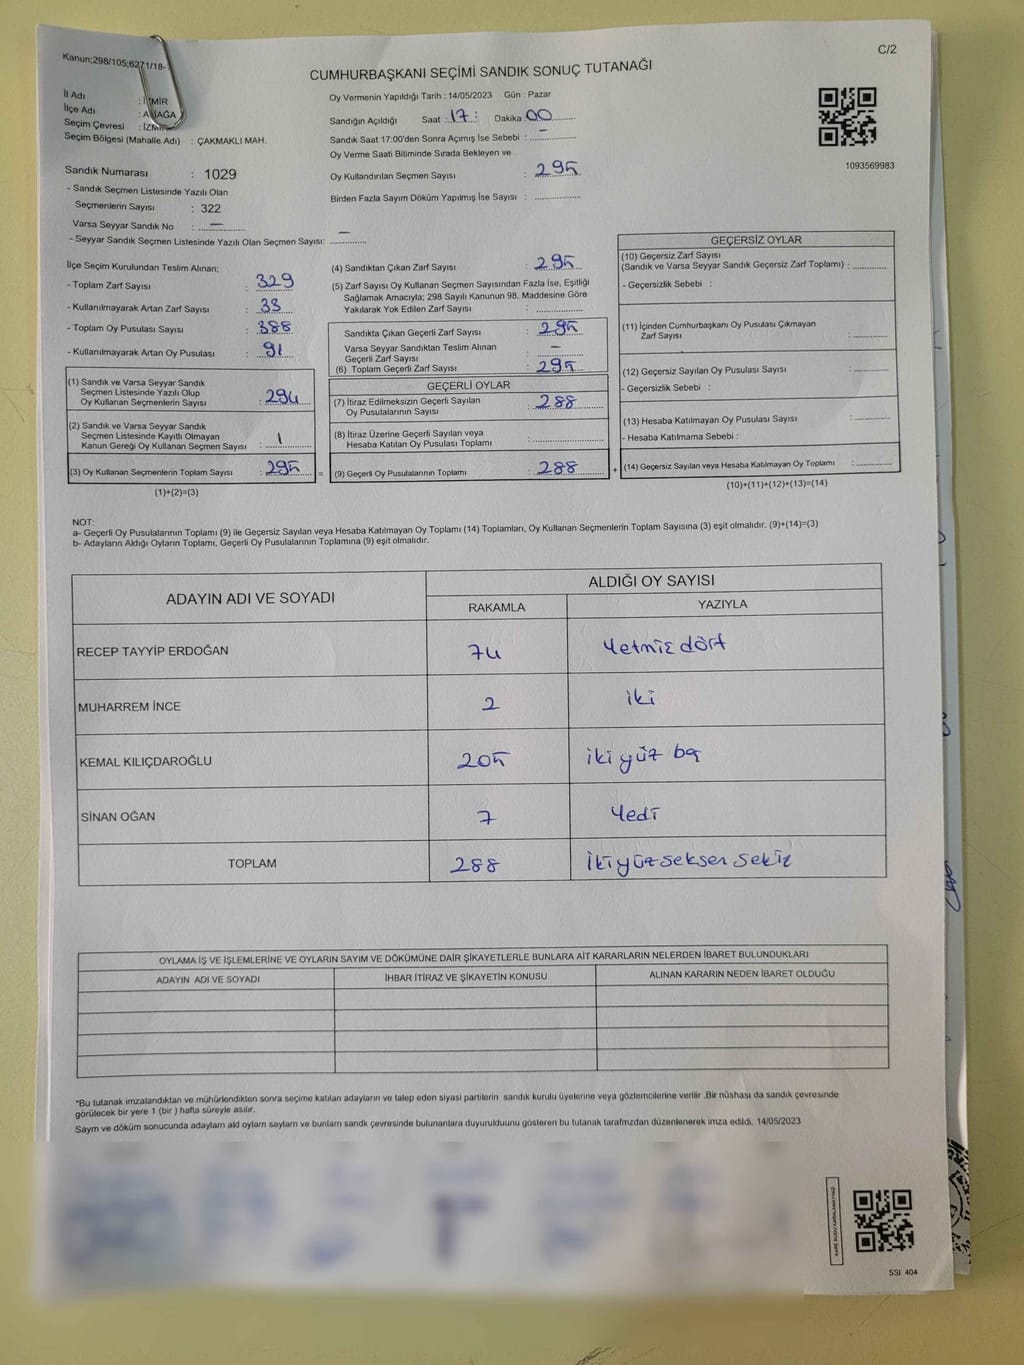 Kanun;298/105;6271/18-
C/2
CUMHURBAŞKANI SEÇİMİ SANDIK SONUÇ TUTANAĞI
İl Adı : İZMİR
İlçe Adı : ALİAĞA
Seçim Çevresi : İZMİR
Seçim Bölgesi (Mahalle Adı) : ÇAKMAKLI MAH.
Oy Vermenin Yapıldığı Tarih : 14/05/2023 Gün : Pazar
Sandığın Açıldığı Saat : 17 : Dakika 00
Sandık Saat 17:00'den Sonra Açımış İse Sebebi : –
Oy Verme Saati Bitiminde Sırada Bekleyen ve
Oy Kullandırılan Seçmen Sayısı : 295
Birden Fazla Sayım Döküm Yapılmış İse Sayısı :
1093569983
Sandık Numarası : 1029
- Sandık Seçmen Listesinde Yazılı Olan
Seçmenlerin Sayısı : 322
Varsa Seyyar Sandık No : –
- Seyyar Sandık Seçmen Listesinde Yazılı Olan Seçmen Sayısı: –
İlçe Seçim Kurulundan Teslim Alınan;
- Toplam Zarf Sayısı : 329
- Kullanılmayarak Artan Zarf Sayısı : 33
- Toplam Oy Pusulası Sayısı : 388
- Kullanılmayarak Artan Oy Pusulası : 91
(1) Sandık ve Varsa Seyyar Sandık
Seçmen Listesinde Yazılı Olup
Oy Kullanan Seçmenlerin Sayısı : 294
(2) Sandık ve Varsa Seyyar Sandık
Seçmen Listesinde Kayıtlı Olmayan
Kanun Gereği Oy Kullanan Seçmen Sayısı : 1
(3) Oy Kullanan Seçmenlerin Toplam Sayısı : 295 =
(1)+(2)=(3)
(4) Sandıktan Çıkan Zarf Sayısı : 295
(5) Zarf Sayısı Oy Kullanan Seçmen Sayısından Fazla İse, Eşitliği
Sağlamak Amacıyla; 298 Sayılı Kanunun 98. Maddesine Göre
Yakılarak Yok Edilen Zarf Sayısı :
Sandıkta Çıkan Geçerli Zarf Sayısı : 295
Varsa Seyyar Sandıktan Teslim Alınan
Geçerli Zarf Sayısı : –
(6) Toplam Geçerli Zarf Sayısı : 295
GEÇERLİ OYLAR
(7) İtiraz Edilmeksizin Geçerli Sayılan
Oy Pusulalarının Sayısı : 288
(8) İtiraz Üzerine Geçerli Sayılan veya
Hesaba Katılan Oy Pusulası Toplamı :
(9) Geçerli Oy Pusulalarının Toplamı : 288 +
GEÇERSİZ OYLAR
(10) Geçersiz Zarf Sayısı
(Sandık ve Varsa Seyyar Sandık Geçersiz Zarf Toplamı) :
- Geçersizlik Sebebi :
(11) İçinden Cumhurbaşkanı Oy Pusulası Çıkmayan
Zarf Sayısı :
(12) Geçersiz Sayılan Oy Pusulası Sayısı :
- Geçersizlik Sebebi :
(13) Hesaba Katılmayan Oy Pusulası Sayısı :
- Hesaba Katılmama Sebebi :
(14) Geçersiz Sayılan veya Hesaba Katılmayan Oy Toplamı :
(10)+(11)+(12)+(13)=(14)
NOT:
a- Geçerli Oy Pusulalarının Toplamı (9) ile Geçersiz Sayılan veya Hesaba Katılmayan Oy Toplamı (14) Toplamları, Oy Kullanan Seçmenlerin Toplam Sayısına (3) eşit olmalıdır. (9)+(14)=(3)
b- Adayların Aldığı Oyların Toplamı, Geçerli Oy Pusulalarının Toplamına (9) eşit olmalıdır.
ADAYIN ADI VE SOYADI
ALDIĞI OY SAYISI
RAKAMLA YAZIYLA
RECEP TAYYİP ERDOĞAN 74 Yetmiş dört
MUHARREM İNCE 2 iki
KEMAL KILIÇDAROĞLU 205 iki yüz beş
SİNAN OĞAN 7 Yedi
TOPLAM 288 İki yüz seksen sekiz
OYLAMA İŞ VE İŞLEMLERİNE VE OYLARIN SAYIM VE DÖKÜMÜNE DAİR ŞİKAYETLERLE BUNLARA AİT KARARLARIN NELERDEN İBARET BULUNDUKLARI
ADAYIN ADI VE SOYADI İHBAR İTİRAZ VE ŞİKAYETİN KONUSU ALINAN KARARIN NEDEN İBARET OLDUĞU
*Bu tutanak imzalandıktan ve mühürlendikten sonra seçime katılan adayların ve talep eden siyasi partilerin sandık kurulu üyelerine veya gözlemcilerine verilir .Bir nüshası da sandık çevresinde
görülecek bir yere 1 (bir ) hafta süreyle asılır.
Sayım ve döküm sonucunda adayların ald oyların sayların ve bunların sandk çevresinde bulunanlara duyurulduunu gösteren bu tutanak tarafmzdan düzenlenerek imza edildi. 14/05/2023
SSI 404